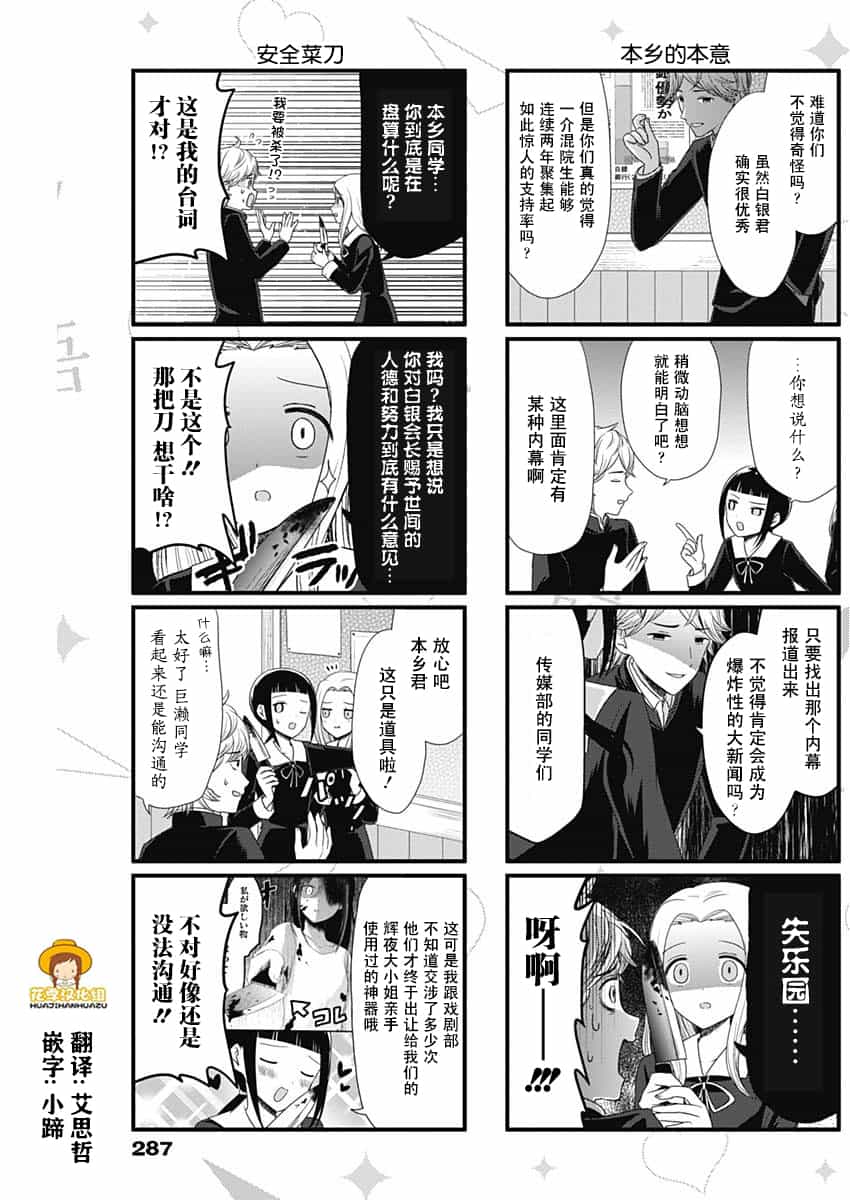 本乡的本意
难道你们
不觉得奇怪吗？
虽然白银君
确实很优秀
但是你们真的觉得
一介混院生能够
连续两年聚集起
如此惊人的支持率吗？
…你想说什么？
稍微动脑想想
就能明白了吧？
这里面肯定有
某种内幕啊
只要找出那个内幕
报道出来
不觉得肯定会成为
爆炸性的大新闻吗？
传媒部的同学们
失乐园……
呀啊——!!!
安全菜刀
本乡同学…
你到底是在
盘算什么呢？
我要被杀了!?
这是我的台词
才对!?
我吗？我只是想说
你对白银会长赐予世间的
人德和努力到底有什么意见…
不是这个!!
那把刀 想干啥!?
放心吧
本乡君
这只是道具啦!
什么嘛…
太好了 巨濑同学
看起来还是能沟通的
这可是我跟戏剧部
不知道交涉了多少次
他们才终于出让给我们的
辉夜大小姐亲手
使用过的神器哦
私が欲しい物
コレ
不对好像还是
没法沟通!!
花季汉化组
HUAJIHANHUAZU
翻译：艾思哲
嵌字：小蹄
287